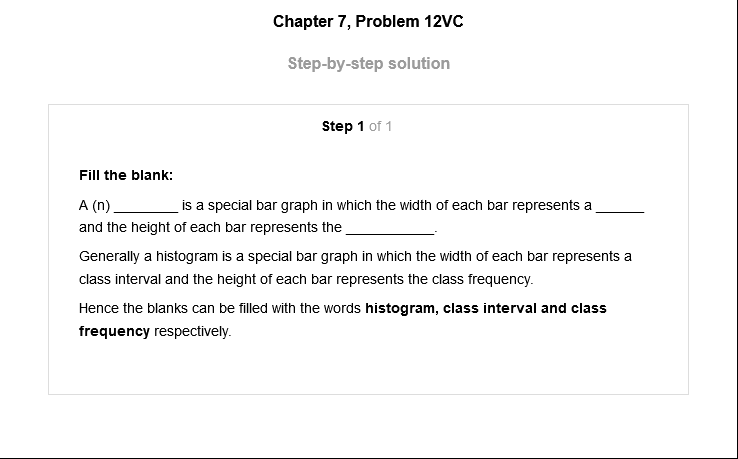 Chapter 7, Problem 12VC
Step-by-step solution
Step 1 of 1
Fill the blank:
A (n) ________ is a special bar graph in which the width of each bar represents a ______
and the height of each bar represents the ___________.
Generally a histogram is a special bar graph in which the width of each bar represents a
class interval and the height of each bar represents the class frequency.
Hence the blanks can be filled with the words histogram, class interval and class
frequency respectively.